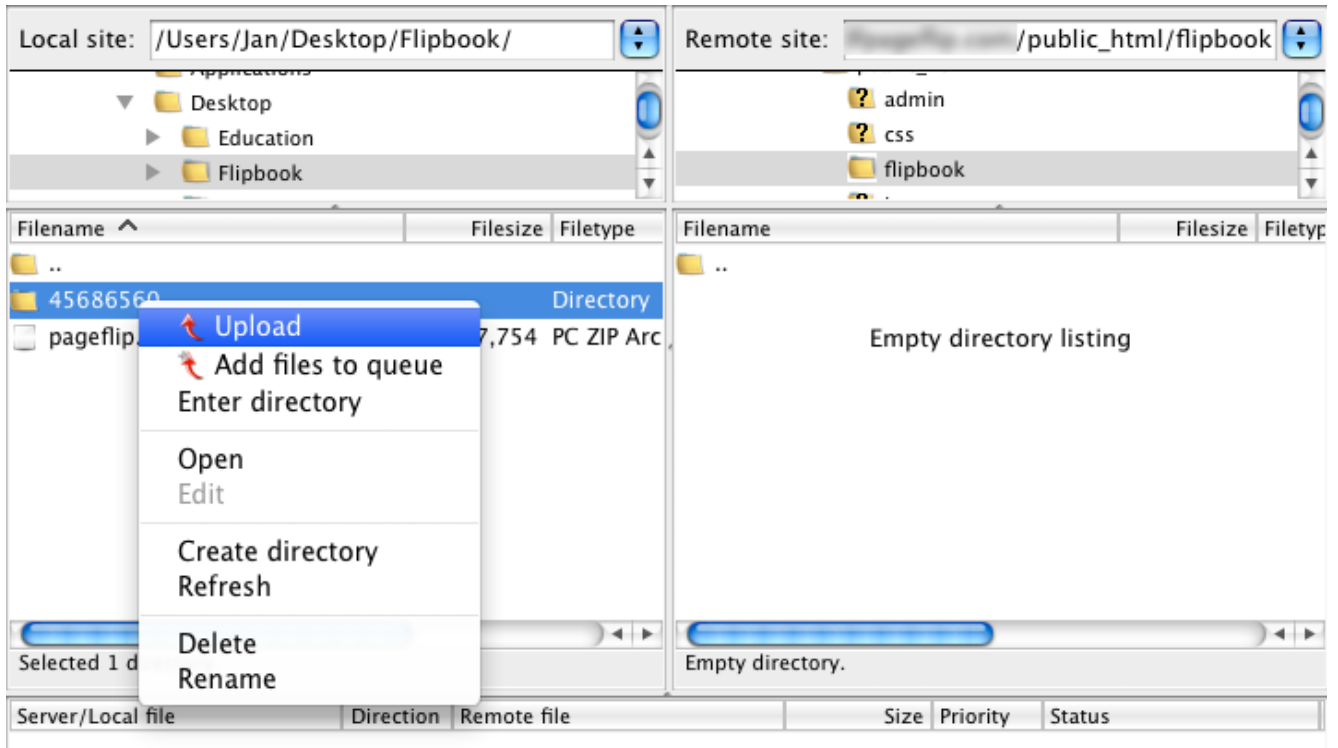 Local site: /Users/Jan/Desktop/Flipbook/
Remote site: /public_html/flipbook
Applications
Desktop
Education
Flipbook
admin
css
flipbook
Filename Filesize Filetype
Filename Filesize Filetyp
..
..
45686560 Directory
pageflip. 7,754 PC ZIP Arc
Empty directory listing
Upload
Add files to queue
Enter directory
Open
Edit
Create directory
Refresh
Delete
Rename
Selected 1 d
Empty directory.
Server/Local file Direction Remote file Size Priority Status